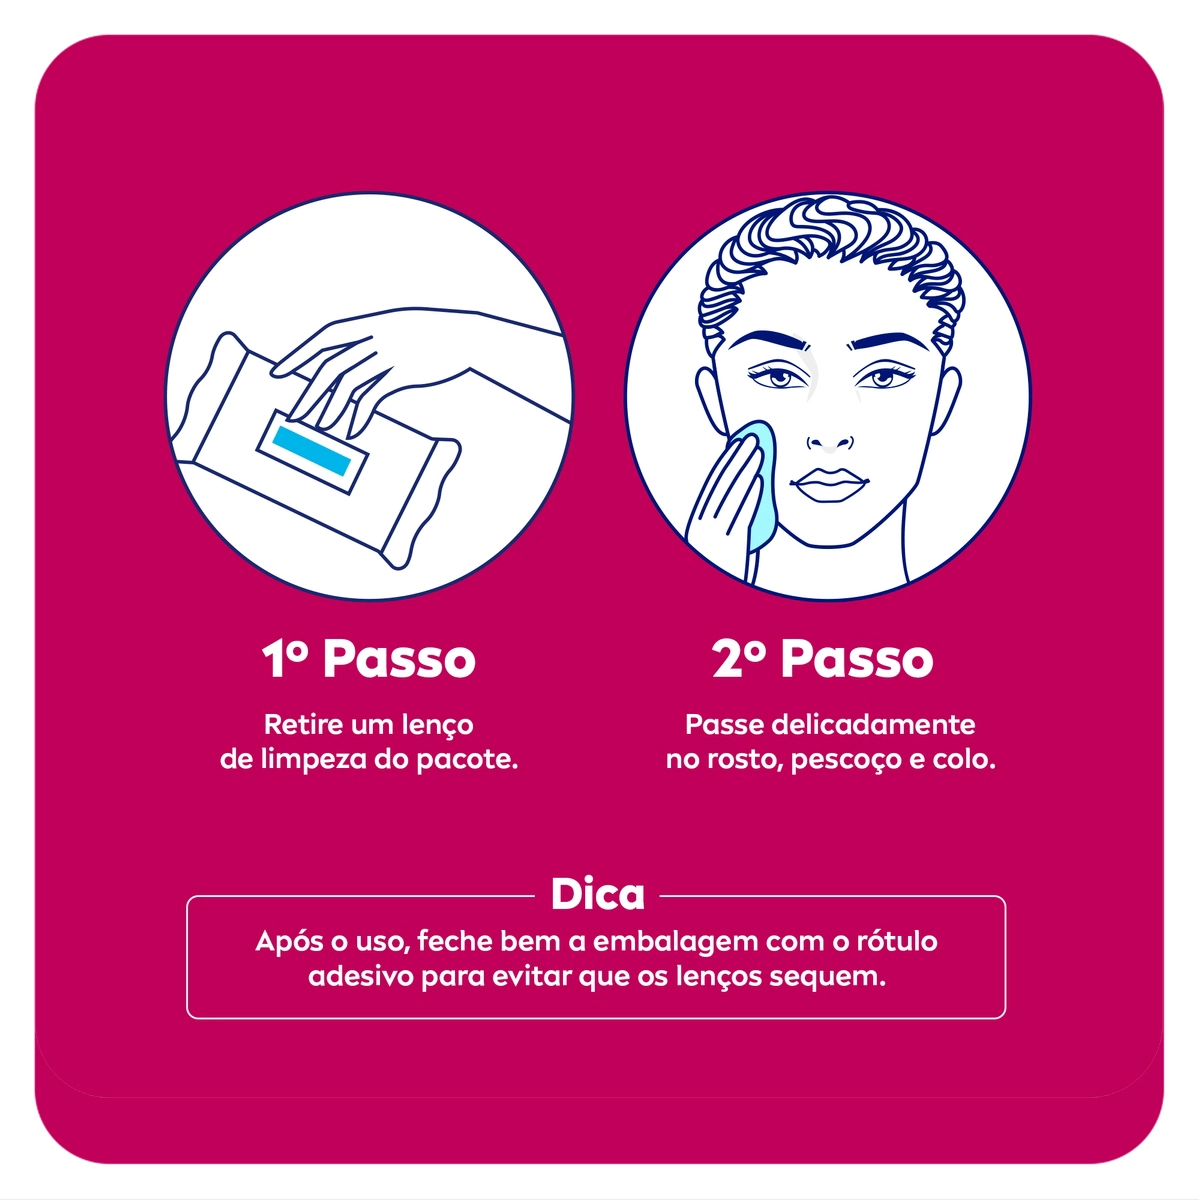 1º Passo
Retire um lenço
de limpeza do pacote.
2º Passo
Passe delicadamente
no rosto, pescoço e colo.
Dica
Após o uso, feche bem a embalagem com o rótulo
adesivo para evitar que os lenços sequem.